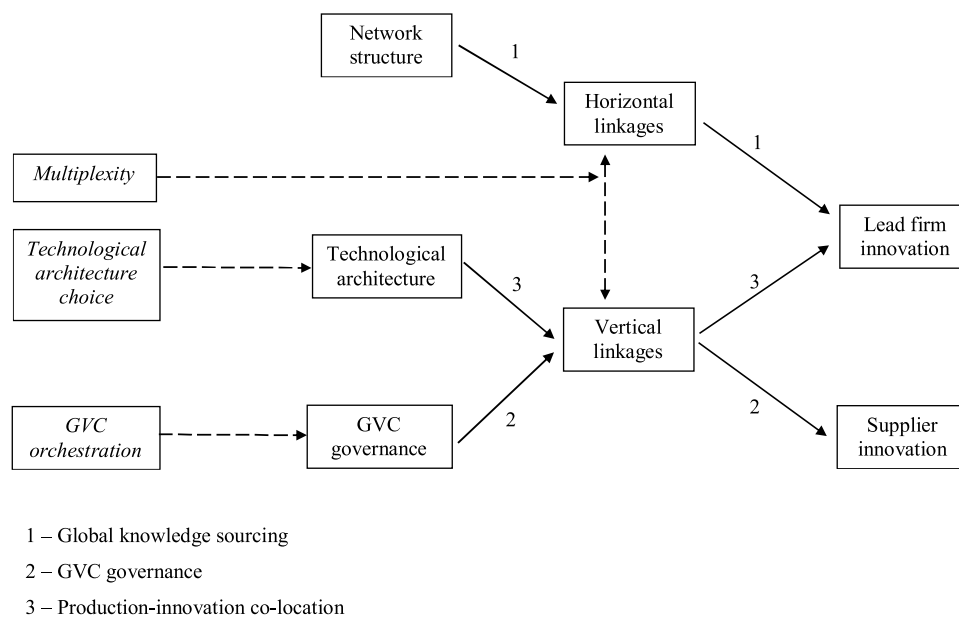 Network
structure
1
Horizontal
linkages
1
Multiplexity
Lead firm
innovation
Technological
architecture
choice
Technological
architecture
3
3
Vertical
linkages
2
2
GVC
orchestration
GVC
governance
Supplier
innovation
1 – Global knowledge sourcing
2 – GVC governance
3 – Production-innovation co-location